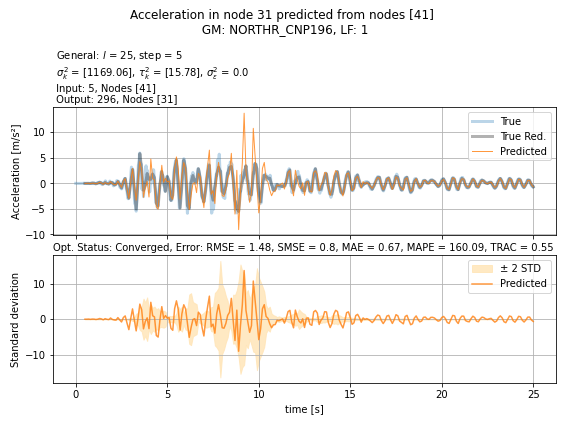 Acceleration in node 31 predicted from nodes [41]
GM: NORTHR_CNP196, LF: 1
General: l = 25, step = 5
σ²ₖ = [1169.06], τ²ₖ = [15.78], σ²ε = 0.0
Input: 5, Nodes [41]
Output: 296, Nodes [31]
Acceleration [m/s²]
10
5
0
−5
−10
True
True Red.
Predicted
Opt. Status: Converged, Error: RMSE = 1.48, SMSE = 0.8, MAE = 0.67, MAPE = 160.09, TRAC = 0.55
Standard deviation
10
0
−10
± 2 STD
Predicted
0 5 10 15 20 25
time [s]